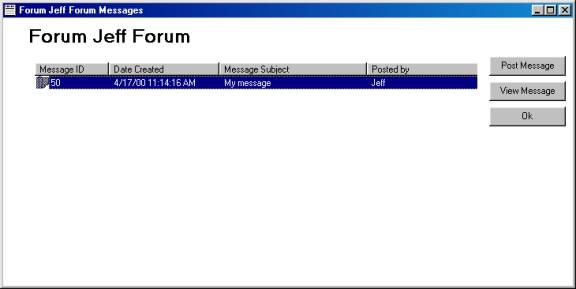 Forum Jeff Forum Messages
Forum Jeff Forum
Message ID Date Created Message Subject Posted by
50 4/17/00 11:14:16 AM My message Jeff
Post Message
View Message
Ok